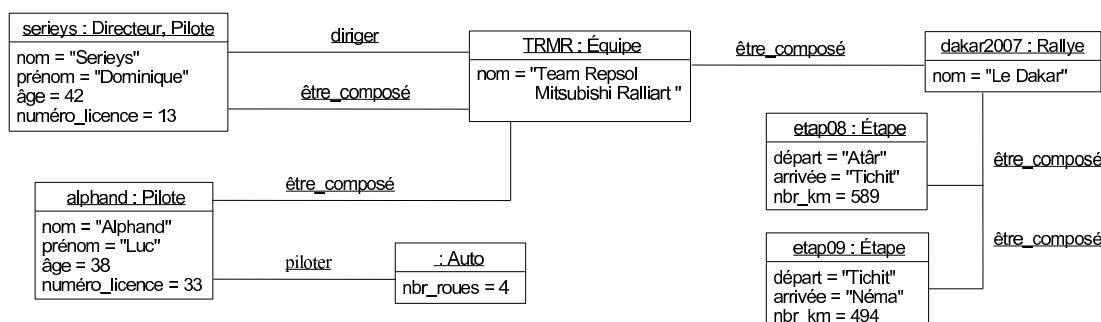 serieys : Directeur, Pilote
nom = "Serieys"
prénom = "Dominique"
âge = 42
numéro_licence = 13
diriger
être_composé
TRMR : Équipe
nom = "Team Repsol
Mitsubishi Ralliart "
être_composé
dakar2007 : Rallye
nom = "Le Dakar"
etap08 : Étape
départ = "Atâr"
arrivée = "Tichit"
nbr_km = 589
être_composé
alphand : Pilote
nom = "Alphand"
prénom = "Luc"
âge = 38
numéro_licence = 33
être_composé
piloter
: Auto
nbr_roues = 4
etap09 : Étape
départ = "Tichit"
arrivée = "Néma"
nbr_km = 494
être_composé